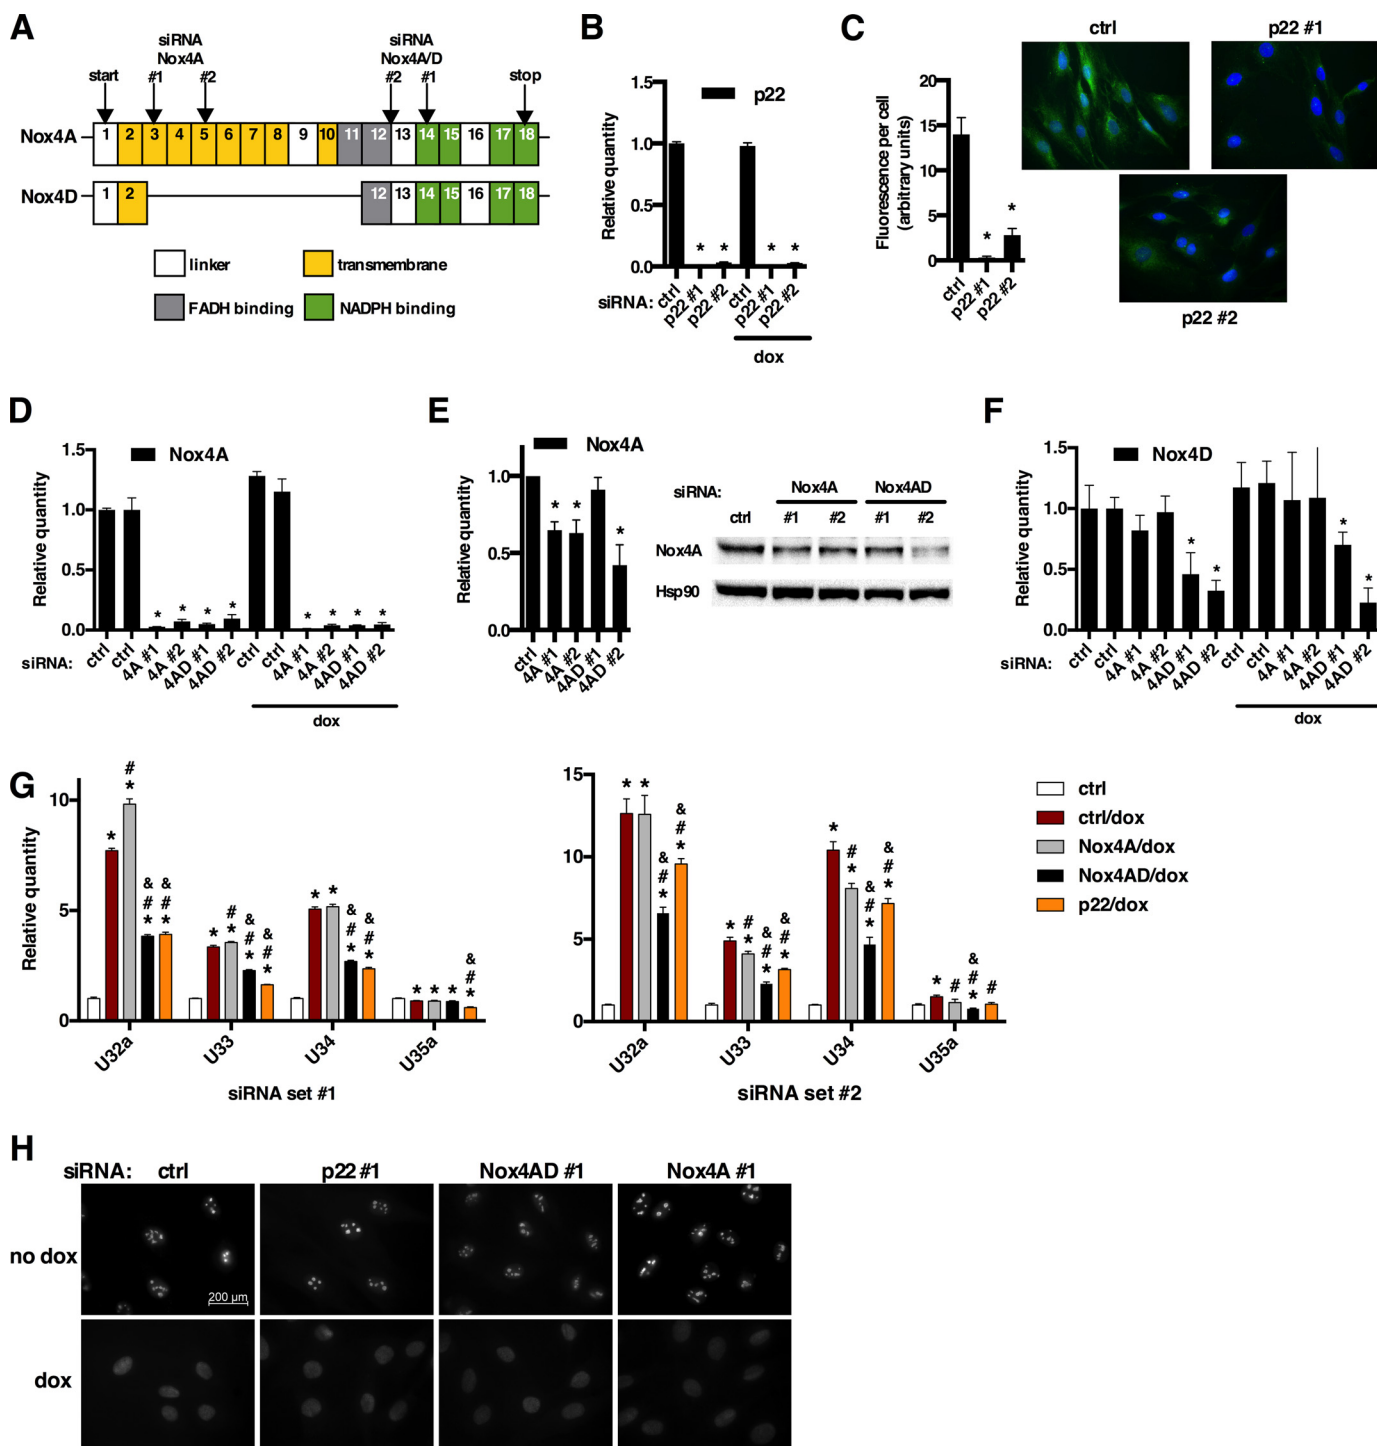 A
siRNA
Nox4A
siRNA
Nox4A/D
start
#1
#2
#2
#1
stop
Nox4A
1 2 3 4 5 6 7 8 9 10 11 12 13 14 15 16 17 18
Nox4D
1 2 12 13 14 15 16 17 18
linker
transmembrane
FADH binding
NADPH binding
B
p22
Relative quantity
1.5
1.0
0.5
0.0
* * * *
siRNA:
ctrl
p22 #1
p22 #2
ctrl
p22 #1
p22 #2
dox
C
Fluorescence per cell
(arbitrary units)
20
15
10
5
0
* *
ctrl
p22 #1
p22 #2
ctrl
p22 #1
p22 #2
D
Nox4A
Relative quantity
1.5
1.0
0.5
0.0
* * * * * * * *
siRNA:
ctrl
ctrl
4A #1
4A #2
4AD #1
4AD #2
ctrl
ctrl
4A #1
4A #2
4AD #1
4AD #2
dox
E
Nox4A
Relative quantity
1.0
0.5
0.0
* * *
ctrl
4A #1
4A #2
4AD #1
4AD #2
siRNA:
Nox4A
Nox4AD
ctrl
#1
#2
#1
#2
Nox4A
Hsp90
F
Nox4D
Relative quantity
1.5
1.0
0.5
0.0
* * * *
siRNA:
ctrl
ctrl
4A #1
4A #2
4AD #1
4AD #2
ctrl
ctrl
4A #1
4A #2
4AD #1
4AD #2
dox
G
Relative quantity
10
5
0
* #* &#* &#*
* #* &#* &#*
* * &#* &#*
* * * &#*
U32a
U33
U34
U35a
siRNA set #1
15
10
5
0
* * &#* &#*
* #* &#* &#*
* #* &#* &#*
* # &#* #
U32a
U33
U34
U35a
siRNA set #2
ctrl
ctrl/dox
Nox4A/dox
Nox4AD/dox
p22/dox
H
siRNA:
ctrl
p22 #1
Nox4AD #1
Nox4A #1
no dox
200 µm
dox